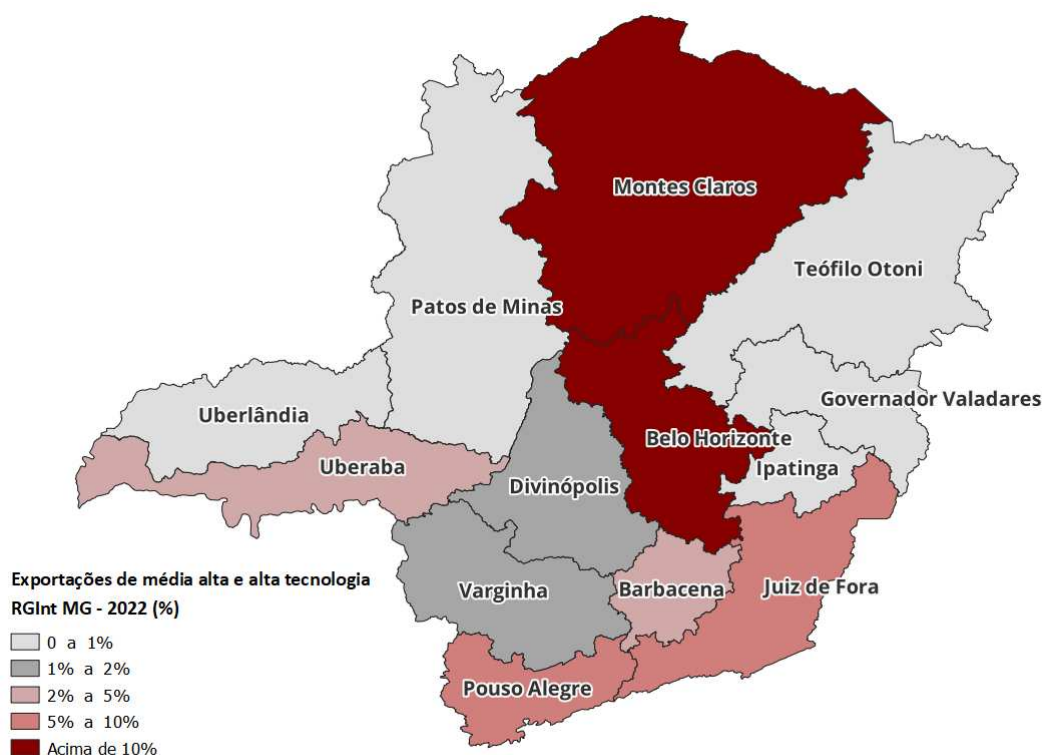 Montes Claros
Teófilo Otoni
Patos de Minas
Governador Valadares
Uberlândia
Belo Horizonte
Uberaba
Ipatinga
Divinópolis
Exportações de média alta e alta tecnologia
RGInt MG - 2022 (%)
0 a 1%
1% a 2%
2% a 5%
5% a 10%
Acima de 10%
Varginha
Barbacena
Juiz de Fora
Pouso Alegre